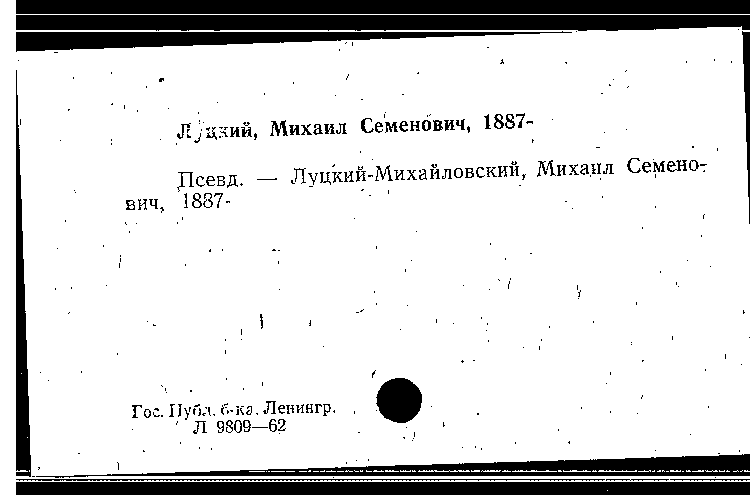 Луцкий, Михаил Семенович, 1887-
Псевд. — Луцкий-Михайловский, Михаил Семено-
вич, 1887-
Гос. Публ. б-ка. Ленингр.
Л 9809—62